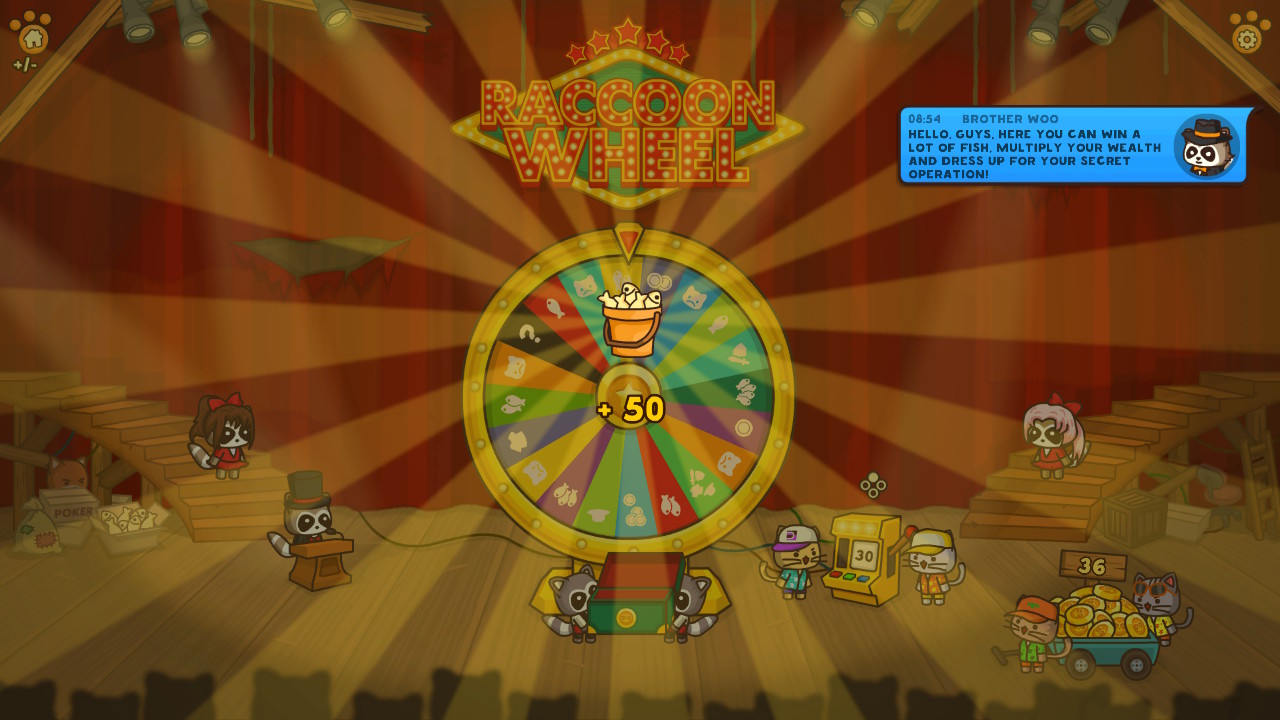 +/-
RACCOON
WHEEL
08:54 BROTHER WOO
HELLO, GUYS, HERE YOU CAN WIN A
LOT OF FISH, MULTIPLY YOUR WEALTH
AND DRESS UP FOR YOUR SECRET
OPERATION!
+ 50
POKER
30
36